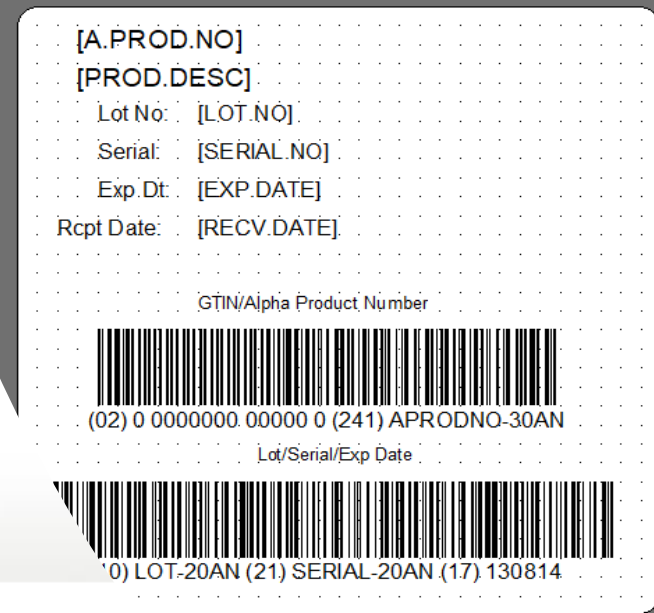 [A.PROD.NO]
[PROD.DESC]
Lot No: [LOT.NO]
Serial: [SERIAL.NO]
Exp.Dt: [EXP.DATE]
Rcpt Date: [RECV.DATE]
GTIN/Alpha Product Number
(02) 0 0000000 00000 0 (241) APRODNO-30AN
Lot/Serial/Exp Date
0) LOT-20AN (21) SERIAL-20AN (17) 130814